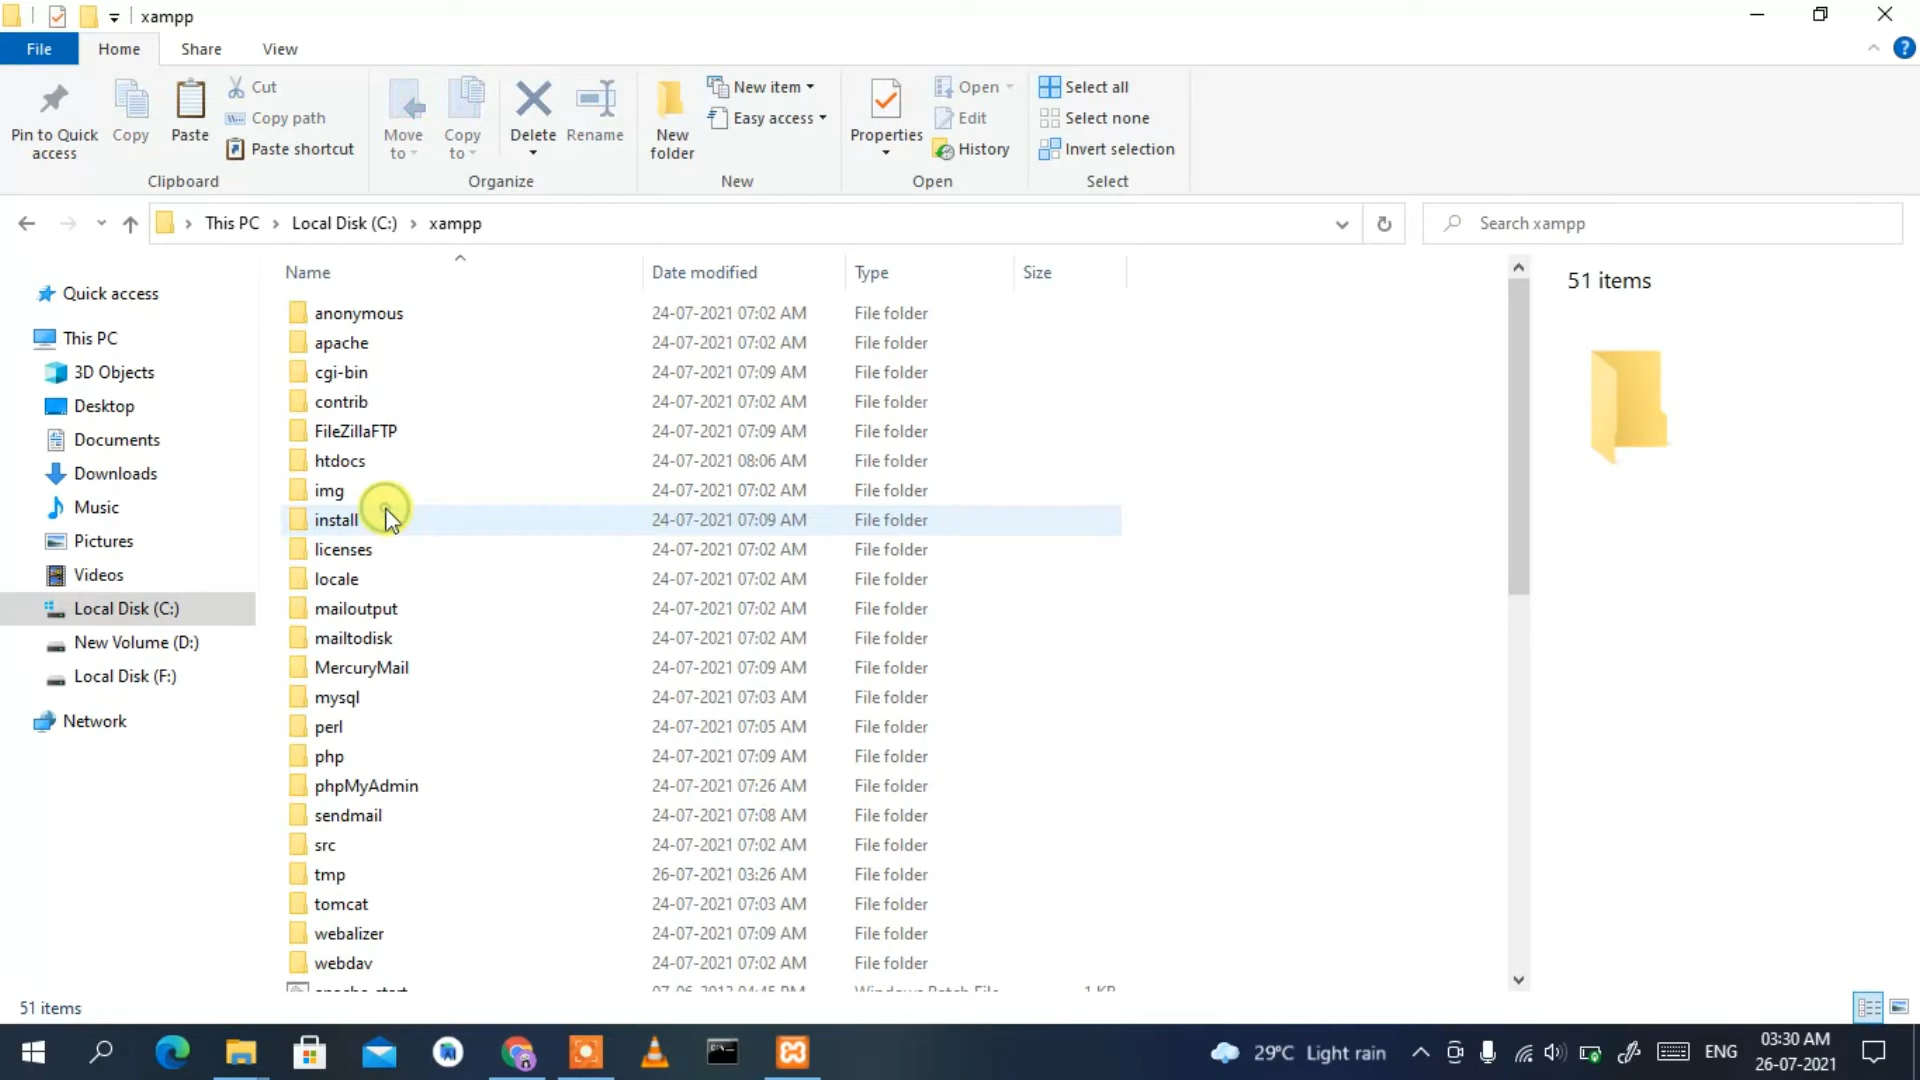 xampp
File Home Share View
Pin to Quick access
Copy
Paste
Cut
Copy path
Paste shortcut
Clipboard
Move to
Copy to
Delete
Rename
Organize
New folder
New item
Easy access
New
Properties
Open
Edit
History
Open
Select all
Select none
Invert selection
Select
This PC Local Disk (C:) xampp
Search xampp
Quick access
This PC
3D Objects
Desktop
Documents
Downloads
Music
Pictures
Videos
Local Disk (C:)
New Volume (D:)
Local Disk (F:)
Network
Name Date modified Type Size
anonymous 24-07-2021 07:02 AM File folder
apache 24-07-2021 07:02 AM File folder
cgi-bin 24-07-2021 07:09 AM File folder
contrib 24-07-2021 07:02 AM File folder
FileZillaFTP 24-07-2021 07:09 AM File folder
htdocs 24-07-2021 08:06 AM File folder
img 24-07-2021 07:02 AM File folder
install 24-07-2021 07:09 AM File folder
licenses 24-07-2021 07:02 AM File folder
locale 24-07-2021 07:02 AM File folder
mailoutput 24-07-2021 07:02 AM File folder
mailtodisk 24-07-2021 07:02 AM File folder
MercuryMail 24-07-2021 07:09 AM File folder
mysql 24-07-2021 07:03 AM File folder
perl 24-07-2021 07:05 AM File folder
php 24-07-2021 07:09 AM File folder
phpMyAdmin 24-07-2021 07:26 AM File folder
sendmail 24-07-2021 07:08 AM File folder
src 24-07-2021 07:02 AM File folder
tmp 26-07-2021 03:26 AM File folder
tomcat 24-07-2021 07:03 AM File folder
webalizer 24-07-2021 07:09 AM File folder
webdav 24-07-2021 07:02 AM File folder
51 items
51 items
29°C Light rain
ENG
03:30 AM
26-07-2021